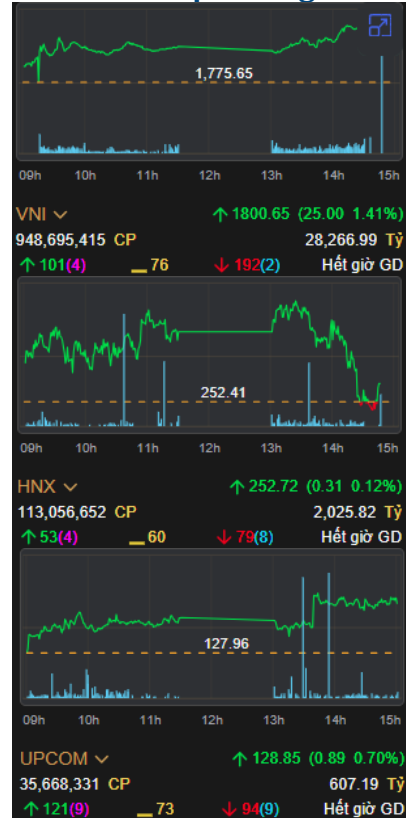 1,775.65
09h 10h 11h 12h 13h 14h 15h
VNI ↑ 1800.65 (25.00 1.41%)
948,695,415 CP 28,266.99 Tỷ
↑ 101(4) 76 ↓ 192(2) Hết giờ GD
252.41
09h 10h 11h 12h 13h 14h 15h
HNX ↑ 252.72 (0.31 0.12%)
113,056,652 CP 2,025.82 Tỷ
↑ 53(4) 60 ↓ 79(8) Hết giờ GD
127.96
09h 10h 11h 12h 13h 14h 15h
UPCOM ↑ 128.85 (0.89 0.70%)
35,668,331 CP 607.19 Tỷ
↑ 121(9) 73 ↓ 94(9) Hết giờ GD